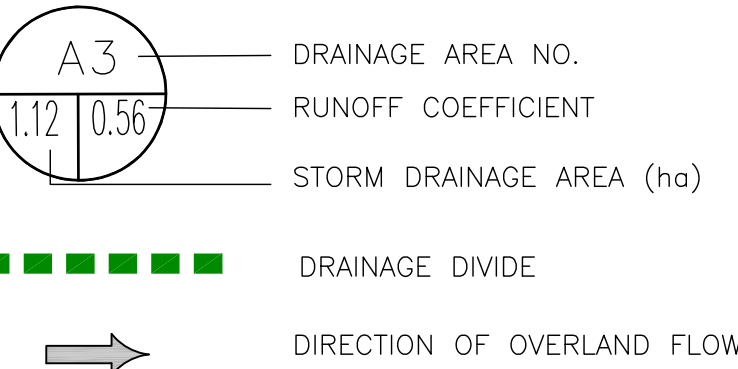 A3
DRAINAGE AREA NO.
1.12 0.56
RUNOFF COEFFICIENT
STORM DRAINAGE AREA (ha)
DRAINAGE DIVIDE
DIRECTION OF OVERLAND FLOW